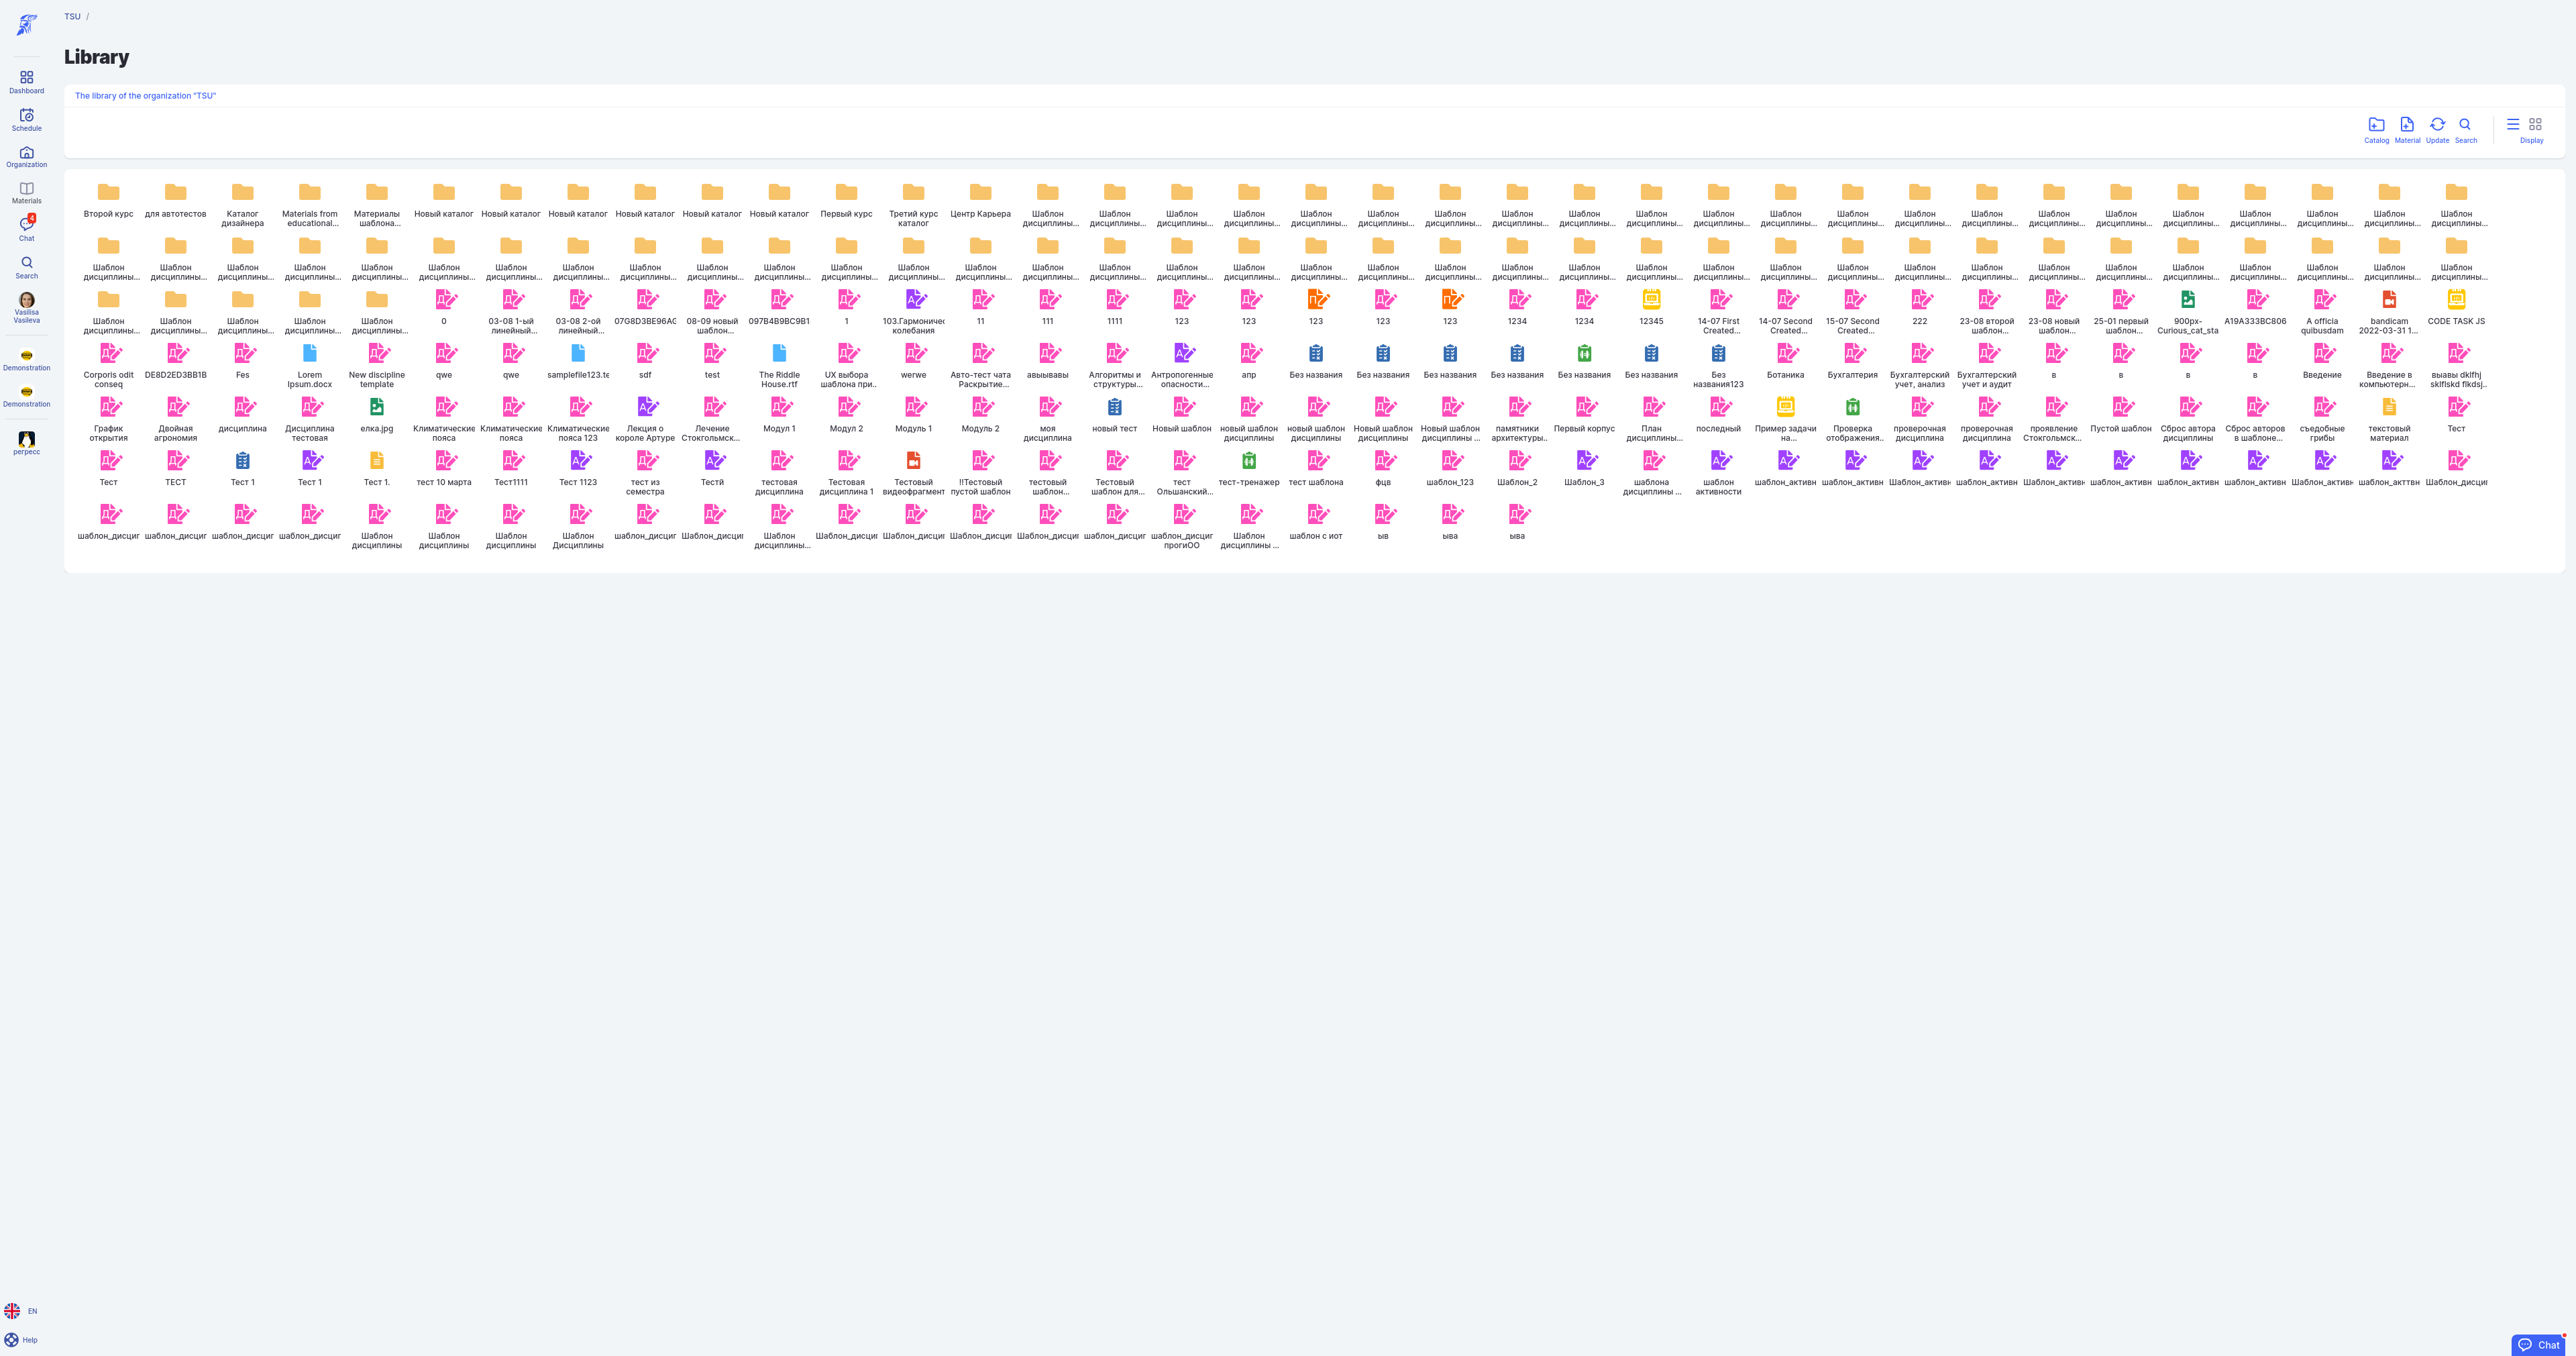 TSU /
Library
Dashboard
Schedule
Organization
Materials
4
Chat
Search
Vasilisa
Vasileva
Demonstration
Demonstration
perpecc
EN
Help
The library of the organization "TSU"
Catalog Material Update Search Display
Второй курс для автотестов Каталог Materials from Материалы Новый каталог Новый каталог Новый каталог Новый каталог Новый каталог Новый каталог Первый курс Третий курс Центр Карьера Шаблон Шаблон Шаблон Шаблон Шаблон Шаблон Шаблон Шаблон Шаблон Шаблон Шаблон Шаблон Шаблон Шаблон Шаблон Шаблон Шаблон Шаблон Шаблон Шаблон Шаблон Шаблон
дизайнера educational... шаблона... каталог дисциплины... дисциплины... дисциплины... дисциплины... дисциплины... дисциплины... дисциплины... дисциплины... дисциплины... дисциплины... дисциплины... дисциплины... дисциплины... дисциплины... дисциплины... дисциплины... дисциплины... дисциплины... дисциплины... дисциплины... дисциплины... дисциплины...
Шаблон Шаблон Шаблон Шаблон Шаблон Шаблон Шаблон Шаблон Шаблон Шаблон Шаблон Шаблон Шаблон Шаблон Шаблон Шаблон Шаблон Шаблон Шаблон Шаблон Шаблон Шаблон Шаблон Шаблон Шаблон Шаблон Шаблон Шаблон Шаблон Шаблон Шаблон Шаблон Шаблон Шаблон Шаблон Шаблон
дисциплины... дисциплины... дисциплины... дисциплины... дисциплины... дисциплины... дисциплины... дисциплины... дисциплины... дисциплины... дисциплины... дисциплины... дисциплины... дисциплины... дисциплины... дисциплины... дисциплины... дисциплины... дисциплины... дисциплины... дисциплины... дисциплины... дисциплины... дисциплины... дисциплины... дисциплины... дисциплины... дисциплины... дисциплины... дисциплины... дисциплины... дисциплины... дисциплины... дисциплины... дисциплины... дисциплины...
Шаблон Шаблон Шаблон Шаблон Шаблон 0 03-08 1-ый 03-08 2-ой 07G8D3BE96AG 08-09 новый 097B4B9BC9B1 1 103.Гармоничес 11 111 1111 123 123 123 123 123 1234 1234 12345 14-07 First 14-07 Second 15-07 Second 222 23-08 второй 23-08 новый 25-01 первый 900px- A19A333BC806 A officia bandicam CODE TASK JS
дисциплины... дисциплины... дисциплины... дисциплины... дисциплины... линейный... линейный... шаблон... колебания Created... Created... Created... шаблон... шаблон... шаблон... Curious_cat_sta quibusdam 2022-03-31 1...
Corporis odit DE8D2ED3BB1B Fes Lorem New discipline qwe qwe samplefile123.te sdf test The Riddle UX выбора werwe Авто-тест чата авыывавы Алгоритмы и Антропогенные апр Без названия Без названия Без названия Без названия Без названия Без названия Без Ботаника Бухгалтерия Бухгалтерский Бухгалтерский в в в в Введение Введение в выавы dklfhj
conseq Ipsum.docx template House.rtf шаблона при.. Раскрытие... структуры... опасности... названия123 учет, анализ учет и аудит компьютерн... sklflskd flkdsj..
График Двойная дисциплина Дисциплина елка.jpg Климатические Климатические Климатические Лекция о Лечение Модул 1 Модул 2 Модуль 1 Модуль 2 моя новый тест Новый шаблон новый шаблон новый шаблон Новый шаблон Новый шаблон памятники Первый корпус План последный Пример задачи Проверка проверочная проверочная проявление Пустой шаблон Сброс автора Сброс авторов съедобные текстовый Тест
открытия агрономия тестовая пояса пояса пояса 123 короле Артуре Стокгольмск... дисциплина дисциплины дисциплины дисциплины дисциплины ... архитектуры.. дисциплины... на... отображения.. дисциплина дисциплина Стокгольмск... дисциплины в шаблоне... грибы материал
Тест ТЕСТ Тест 1 Тест 1 Тест 1. тест 10 марта Тест1111 Тест 1123 тест из Тестй тестовая Тестовая Тестовый !!Тестовый тестовый Тестовый тест тест-тренажер тест шаблона фцв шаблон_123 Шаблон_2 Шаблон_3 шаблона шаблон шаблон_активн шаблон_активн Шаблон_активн шаблон_активн Шаблон_активн шаблон_активн шаблон_активн шаблон_активн Шаблон_активн шаблон_акттвн Шаблон_дисцип
семестра дисциплина дисциплина 1 видеофрагмент пустой шаблон шаблон... шаблон для... Ольшанский... дисциплины ... активности
шаблон_дисцип шаблон_дисцип шаблон_дисцип шаблон_дисцип Шаблон Шаблон Шаблон Шаблон шаблон_дисцип Шаблон_дисцип Шаблон Шаблон_дисцип Шаблон_дисцип Шаблон_дисцип Шаблон_дисцип шаблон_дисцип шаблон_дисцип Шаблон шаблон с иот ыв ыва ыва
дисциплины дисциплины дисциплины Дисциплины дисциплины... прогиОО дисциплины ...
Chat